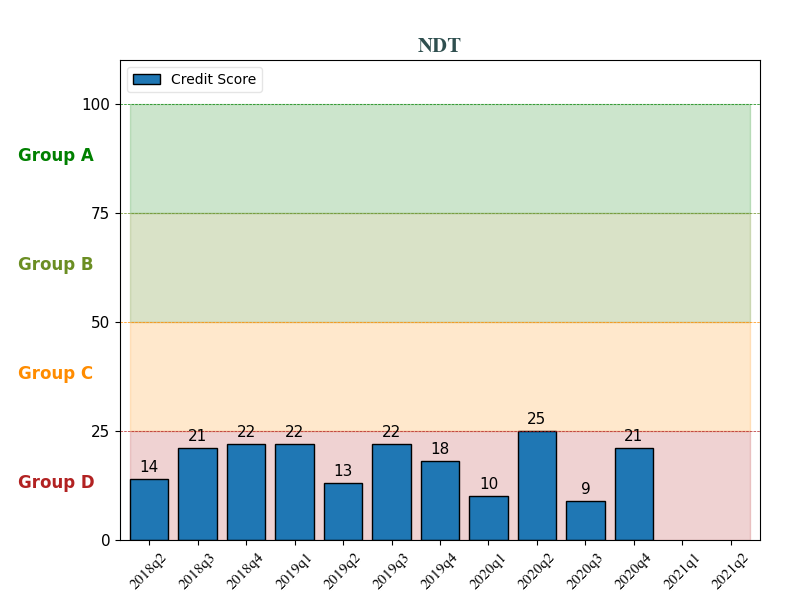 NDT
Credit Score
100
Group A
75
Group B
50
Group C
25
Group D
0
14
21
22
22
13
22
18
10
25
9
21
2018q2
2018q3
2018q4
2019q1
2019q2
2019q3
2019q4
2020q1
2020q2
2020q3
2020q4
2021q1
2021q2